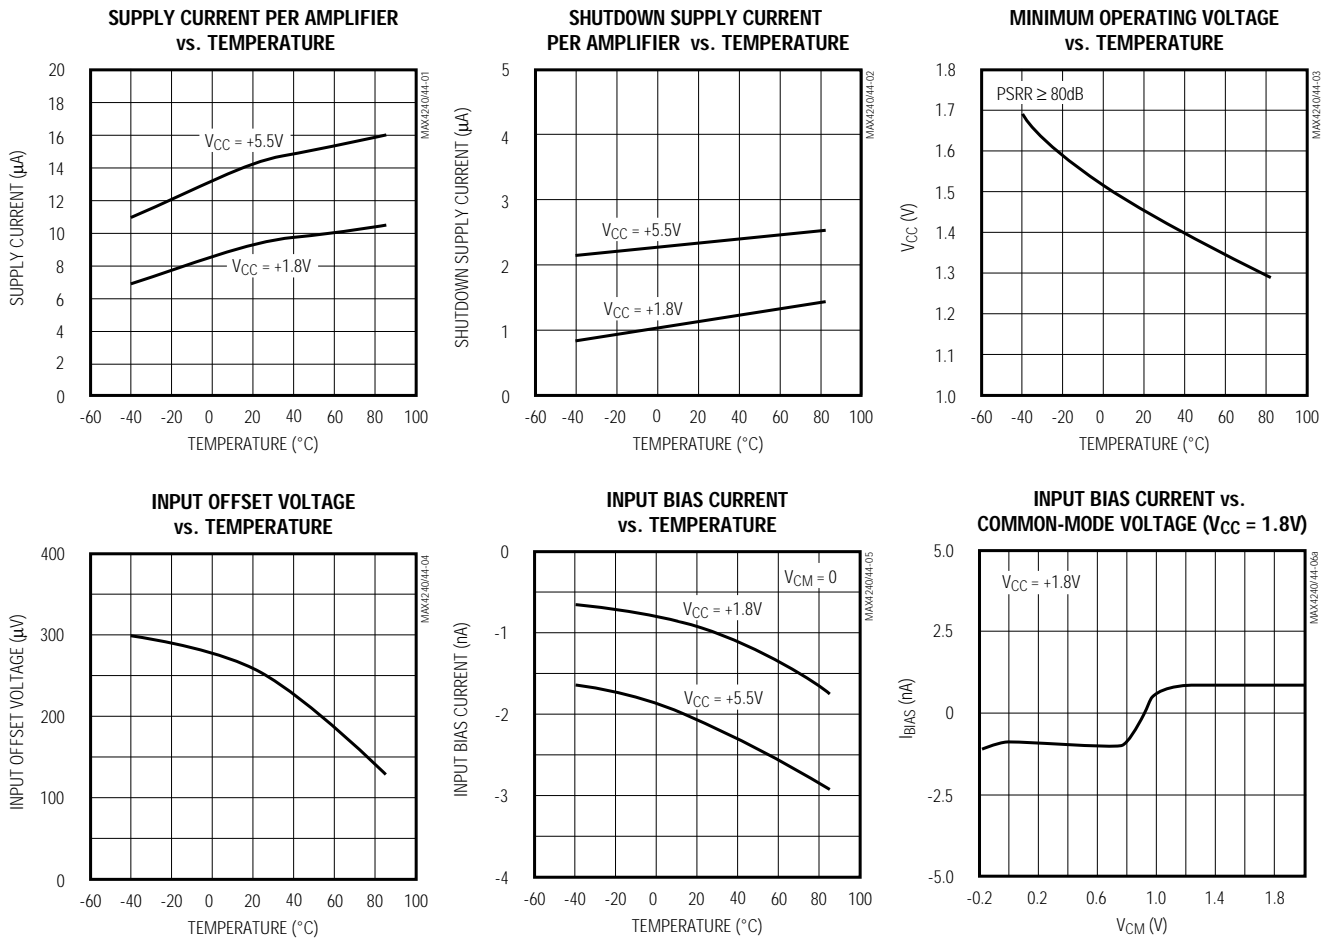 SUPPLY CURRENT PER AMPLIFIER
vs. TEMPERATURE
20
18
16
14
12
10
8
6
4
2
0
SUPPLY CURRENT (μA)
VCC = +5.5V
VCC = +1.8V
MAX4240/44-01
-60 -40 -20 0 20 40 60 80 100
TEMPERATURE (°C)
SHUTDOWN SUPPLY CURRENT
PER AMPLIFIER vs. TEMPERATURE
5
4
3
2
1
0
SHUTDOWN SUPPLY CURRENT (μA)
VCC = +5.5V
VCC = +1.8V
MAX4240/44-02
-60 -40 -20 0 20 40 60 80 100
TEMPERATURE (°C)
MINIMUM OPERATING VOLTAGE
vs. TEMPERATURE
1.8
1.7
1.6
1.5
1.4
1.3
1.2
1.1
1.0
VCC (V)
PSRR ≥ 80dB
MAX4240/44-03
-60 -40 -20 0 20 40 60 80 100
TEMPERATURE (°C)
INPUT OFFSET VOLTAGE
vs. TEMPERATURE
400
300
200
100
0
INPUT OFFSET VOLTAGE (μV)
MAX4240/44-04
-60 -40 -20 0 20 40 60 80 100
TEMPERATURE (°C)
INPUT BIAS CURRENT
vs. TEMPERATURE
0
-1
-2
-3
-4
INPUT BIAS CURRENT (nA)
VCM = 0
VCC = +1.8V
VCC = +5.5V
MAX4240/44-05
-60 -40 -20 0 20 40 60 80 100
TEMPERATURE (°C)
INPUT BIAS CURRENT vs.
COMMON-MODE VOLTAGE (VCC = 1.8V)
5.0
2.5
0
-2.5
-5.0
IBIAS (nA)
VCC = +1.8V
MAX4240/44-06a
-0.2 0.2 0.6 1.0 1.4 1.8
VCM (V)